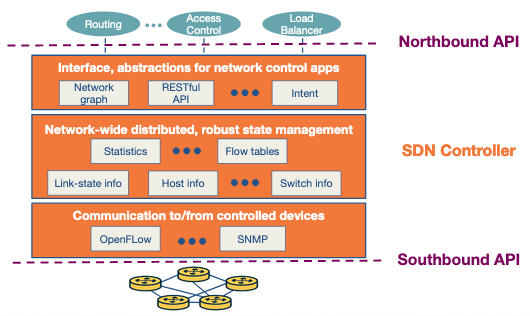 Routing
Access
Control
Load
Balancer
Northbound API
Interface, abstractions for network control apps
Network
graph
RESTful
API
Intent
Network-wide distributed, robust state management
Statistics
Flow tables
SDN Controller
Link-state info
Host info
Switch info
Communication to/from controlled devices
OpenFLow
SNMP
Southbound API